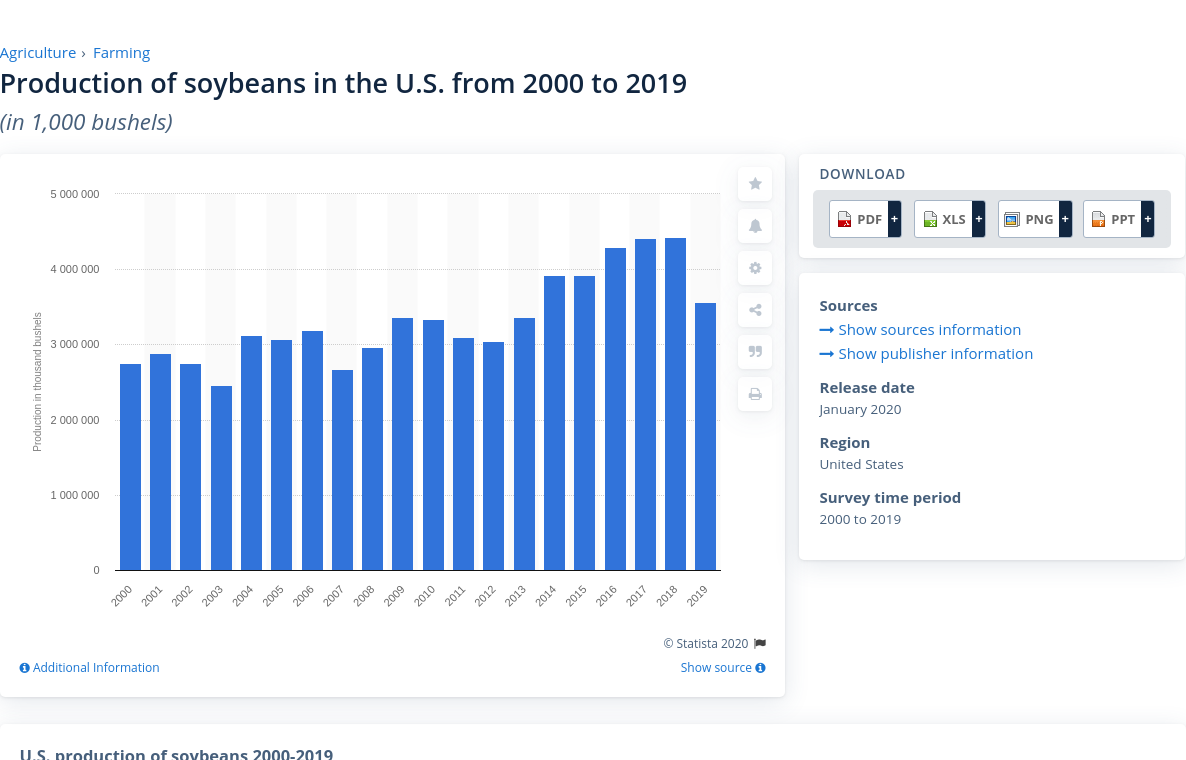 Agriculture › Farming
Production of soybeans in the U.S. from 2000 to 2019
(in 1,000 bushels)
Production in thousand bushels
5 000 000
4 000 000
3 000 000
2 000 000
1 000 000
0
2000 2001 2002 2003 2004 2005 2006 2007 2008 2009 2010 2011 2012 2013 2014 2015 2016 2017 2018 2019
© Statista 2020
Additional Information
Show source
DOWNLOAD
PDF + XLS + PNG + PPT +
Sources
Show sources information
Show publisher information
Release date
January 2020
Region
United States
Survey time period
2000 to 2019
U.S. production of soybeans 2000-2019